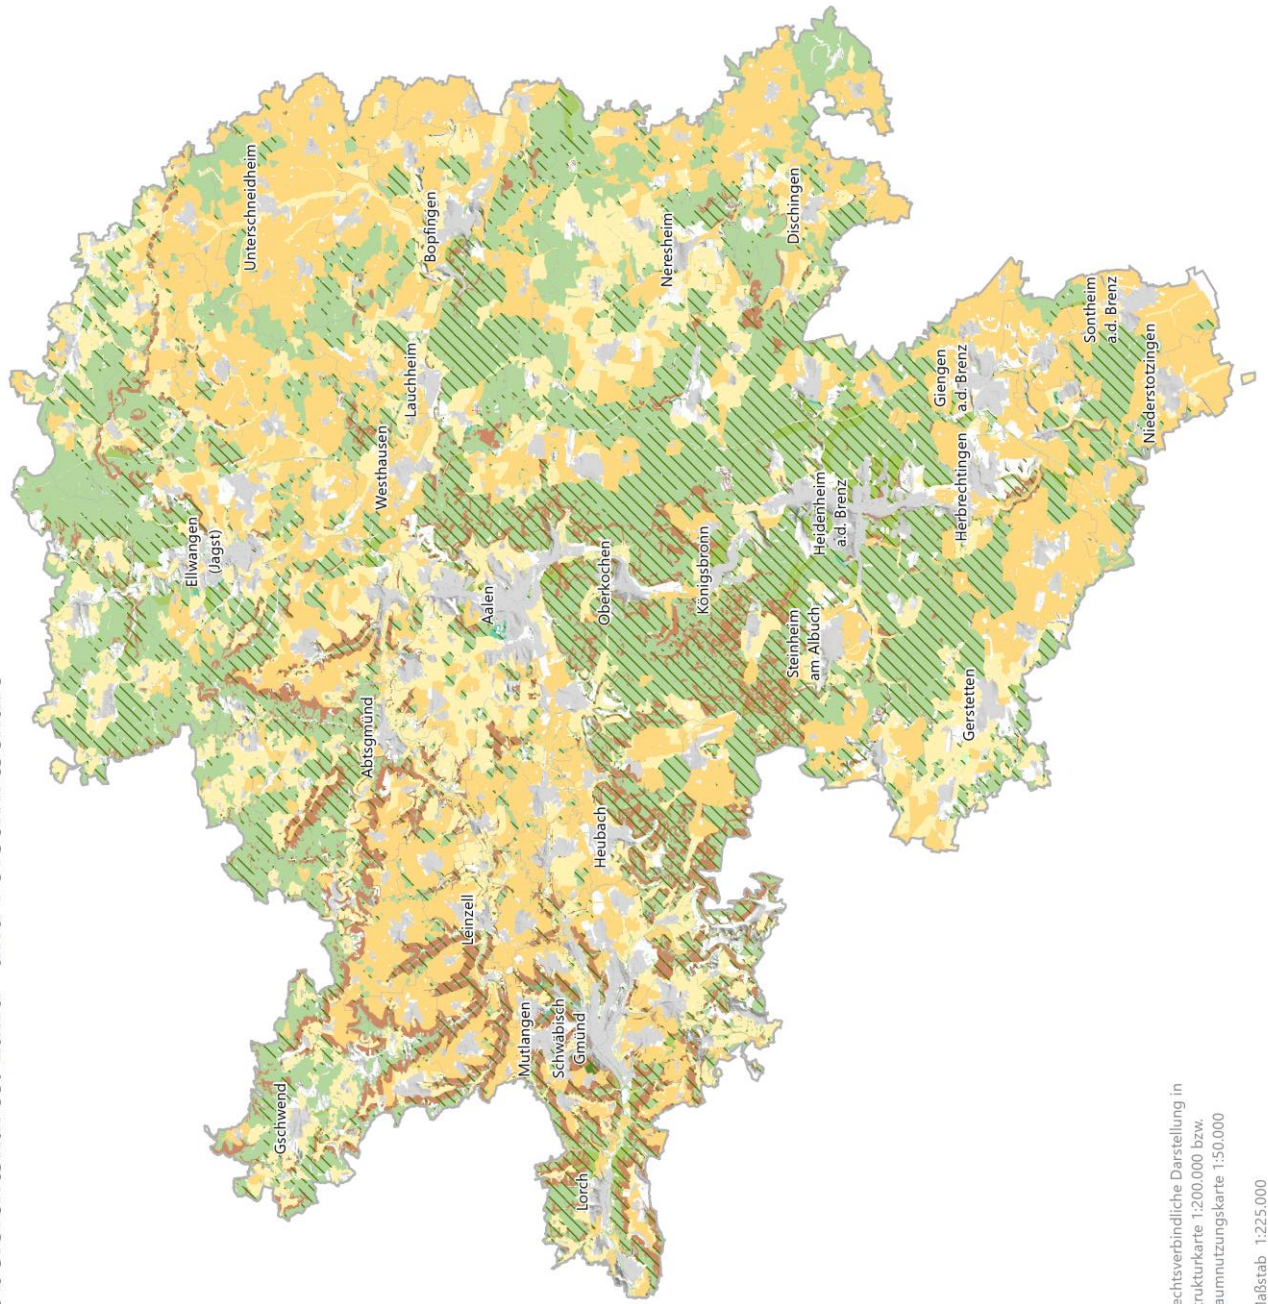 Gschwend
Lorch
Mutlangen
Schwäbisch
Gmünd
Leinzell
Heubach
Abtsgmünd
Ellwangen
(Jagst)
Aalen
Westhausen
Lauchheim
Unterschneidheim
Bopfingen
Oberkochen
Königsbronn
Steinheim
am Albuch
Heidenheim
a.d. Brenz
Gerstetten
Herbrechtingen
Giengen
a.d. Brenz
Neresheim
Dischingen
Sontheim
a.d. Brenz
Niederstotzingen
echtsverbindliche Darstellung in
trukturkarte 1:200.000 bzw.
aumnutzungskarte 1:50.000
laßstab 1:225.000